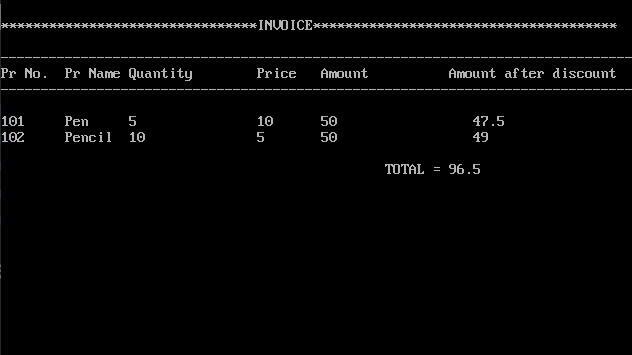 ********************************INVOICE**************************************
-------------------------------------------------------------------------------
Pr No. Pr Name Quantity Price Amount Amount after discount
-------------------------------------------------------------------------------
101 Pen 5 10 50 47.5
102 Pencil 10 5 50 49
TOTAL = 96.5